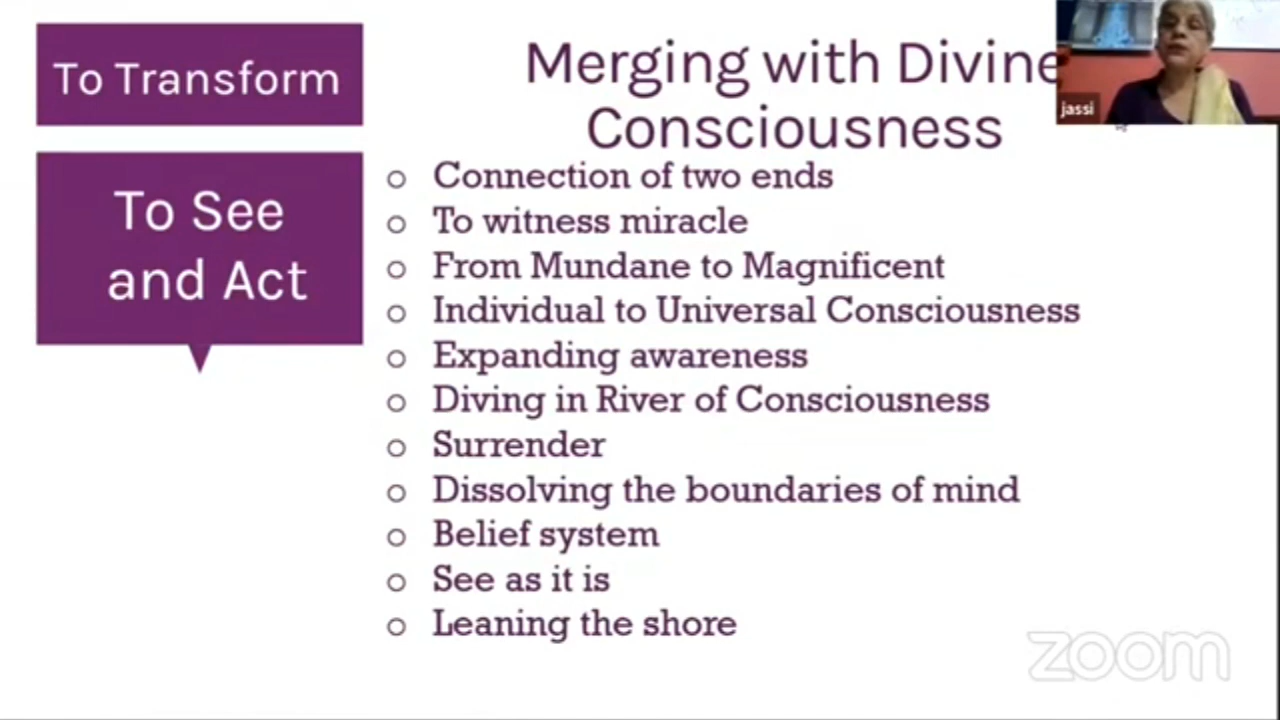 To Transform
To See
and Act
Merging with Divine
Consciousness
jassi
o Connection of two ends
o To witness miracle
o From Mundane to Magnificent
o Individual to Universal Consciousness
o Expanding awareness
o Diving in River of Consciousness
o Surrender
o Dissolving the boundaries of mind
o Belief system
o See as it is
o Leaning the shore
zoom